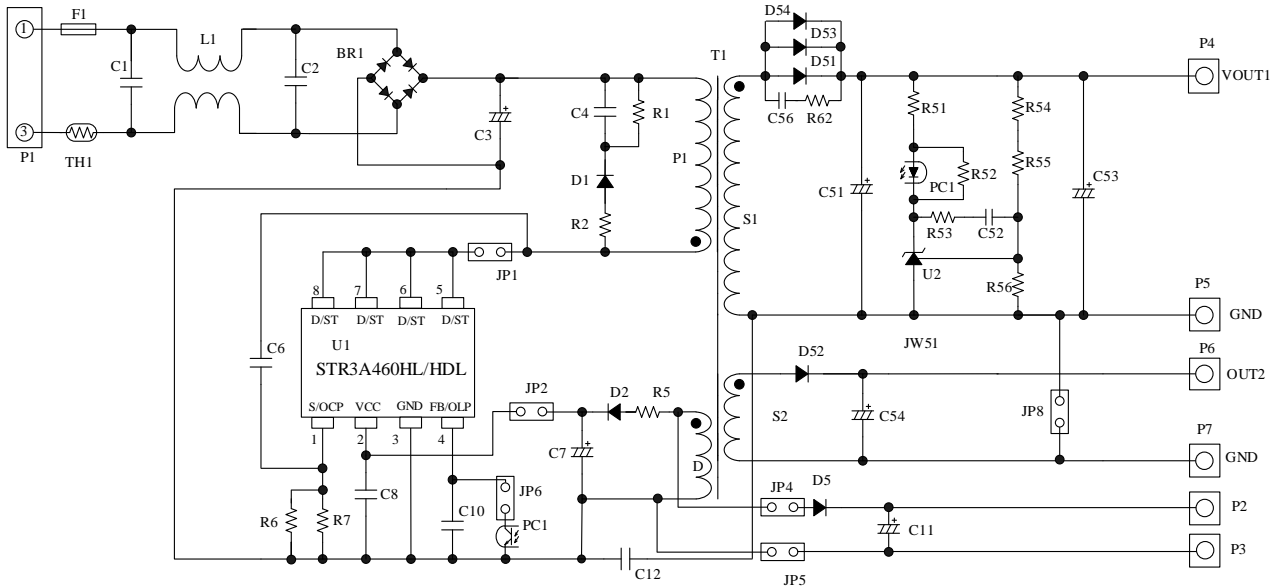 D54
F1
1
L1
T1
D53
P4
BR1
D51
C1
C2
VOUT1
C4
R1
C56
R62
R51
R54
3
C3
P1
TH1
P1
D1
R55
R52
PC1
C51
C53
R2
S1
R53
C52
U2
JP1
R56
8
7
6
5
P5
D/ST
D/ST
D/ST
D/ST
GND
U1
JW51
C6
D52
P6
STR3A460HL/HDL
OUT2
JP2
D2
R5
S/OCP
VCC
GND
FB/OLP
S2
C54
JP8
1
2
3
4
P7
C7
D
GND
C8
JP6
JP4
D5
P2
R6
R7
C10
PC1
C11
P3
C12
JP5